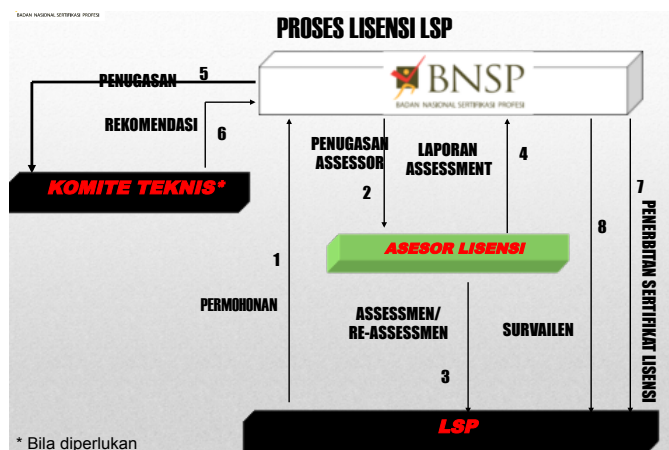 BADAN NASIONAL SERTIFIKASI PROFESI
PROSES LISENSI LSP
BNSP
BADAN NASIONAL SERTIFIKASI PROFESI
PENUGASAN
5
REKOMENDASI
6
KOMITE TEKNIS*
PENUGASAN
ASSESSOR
2
LAPORAN
ASSESSMENT
4
7
PENERBITAN SERTIFIKAT LISENSI
8
ASESOR LISENSI
1
PERMOHONAN
ASSESSMEN/
RE-ASSESSMEN
3
SURVAILEN
LSP
* Bila diperlukan